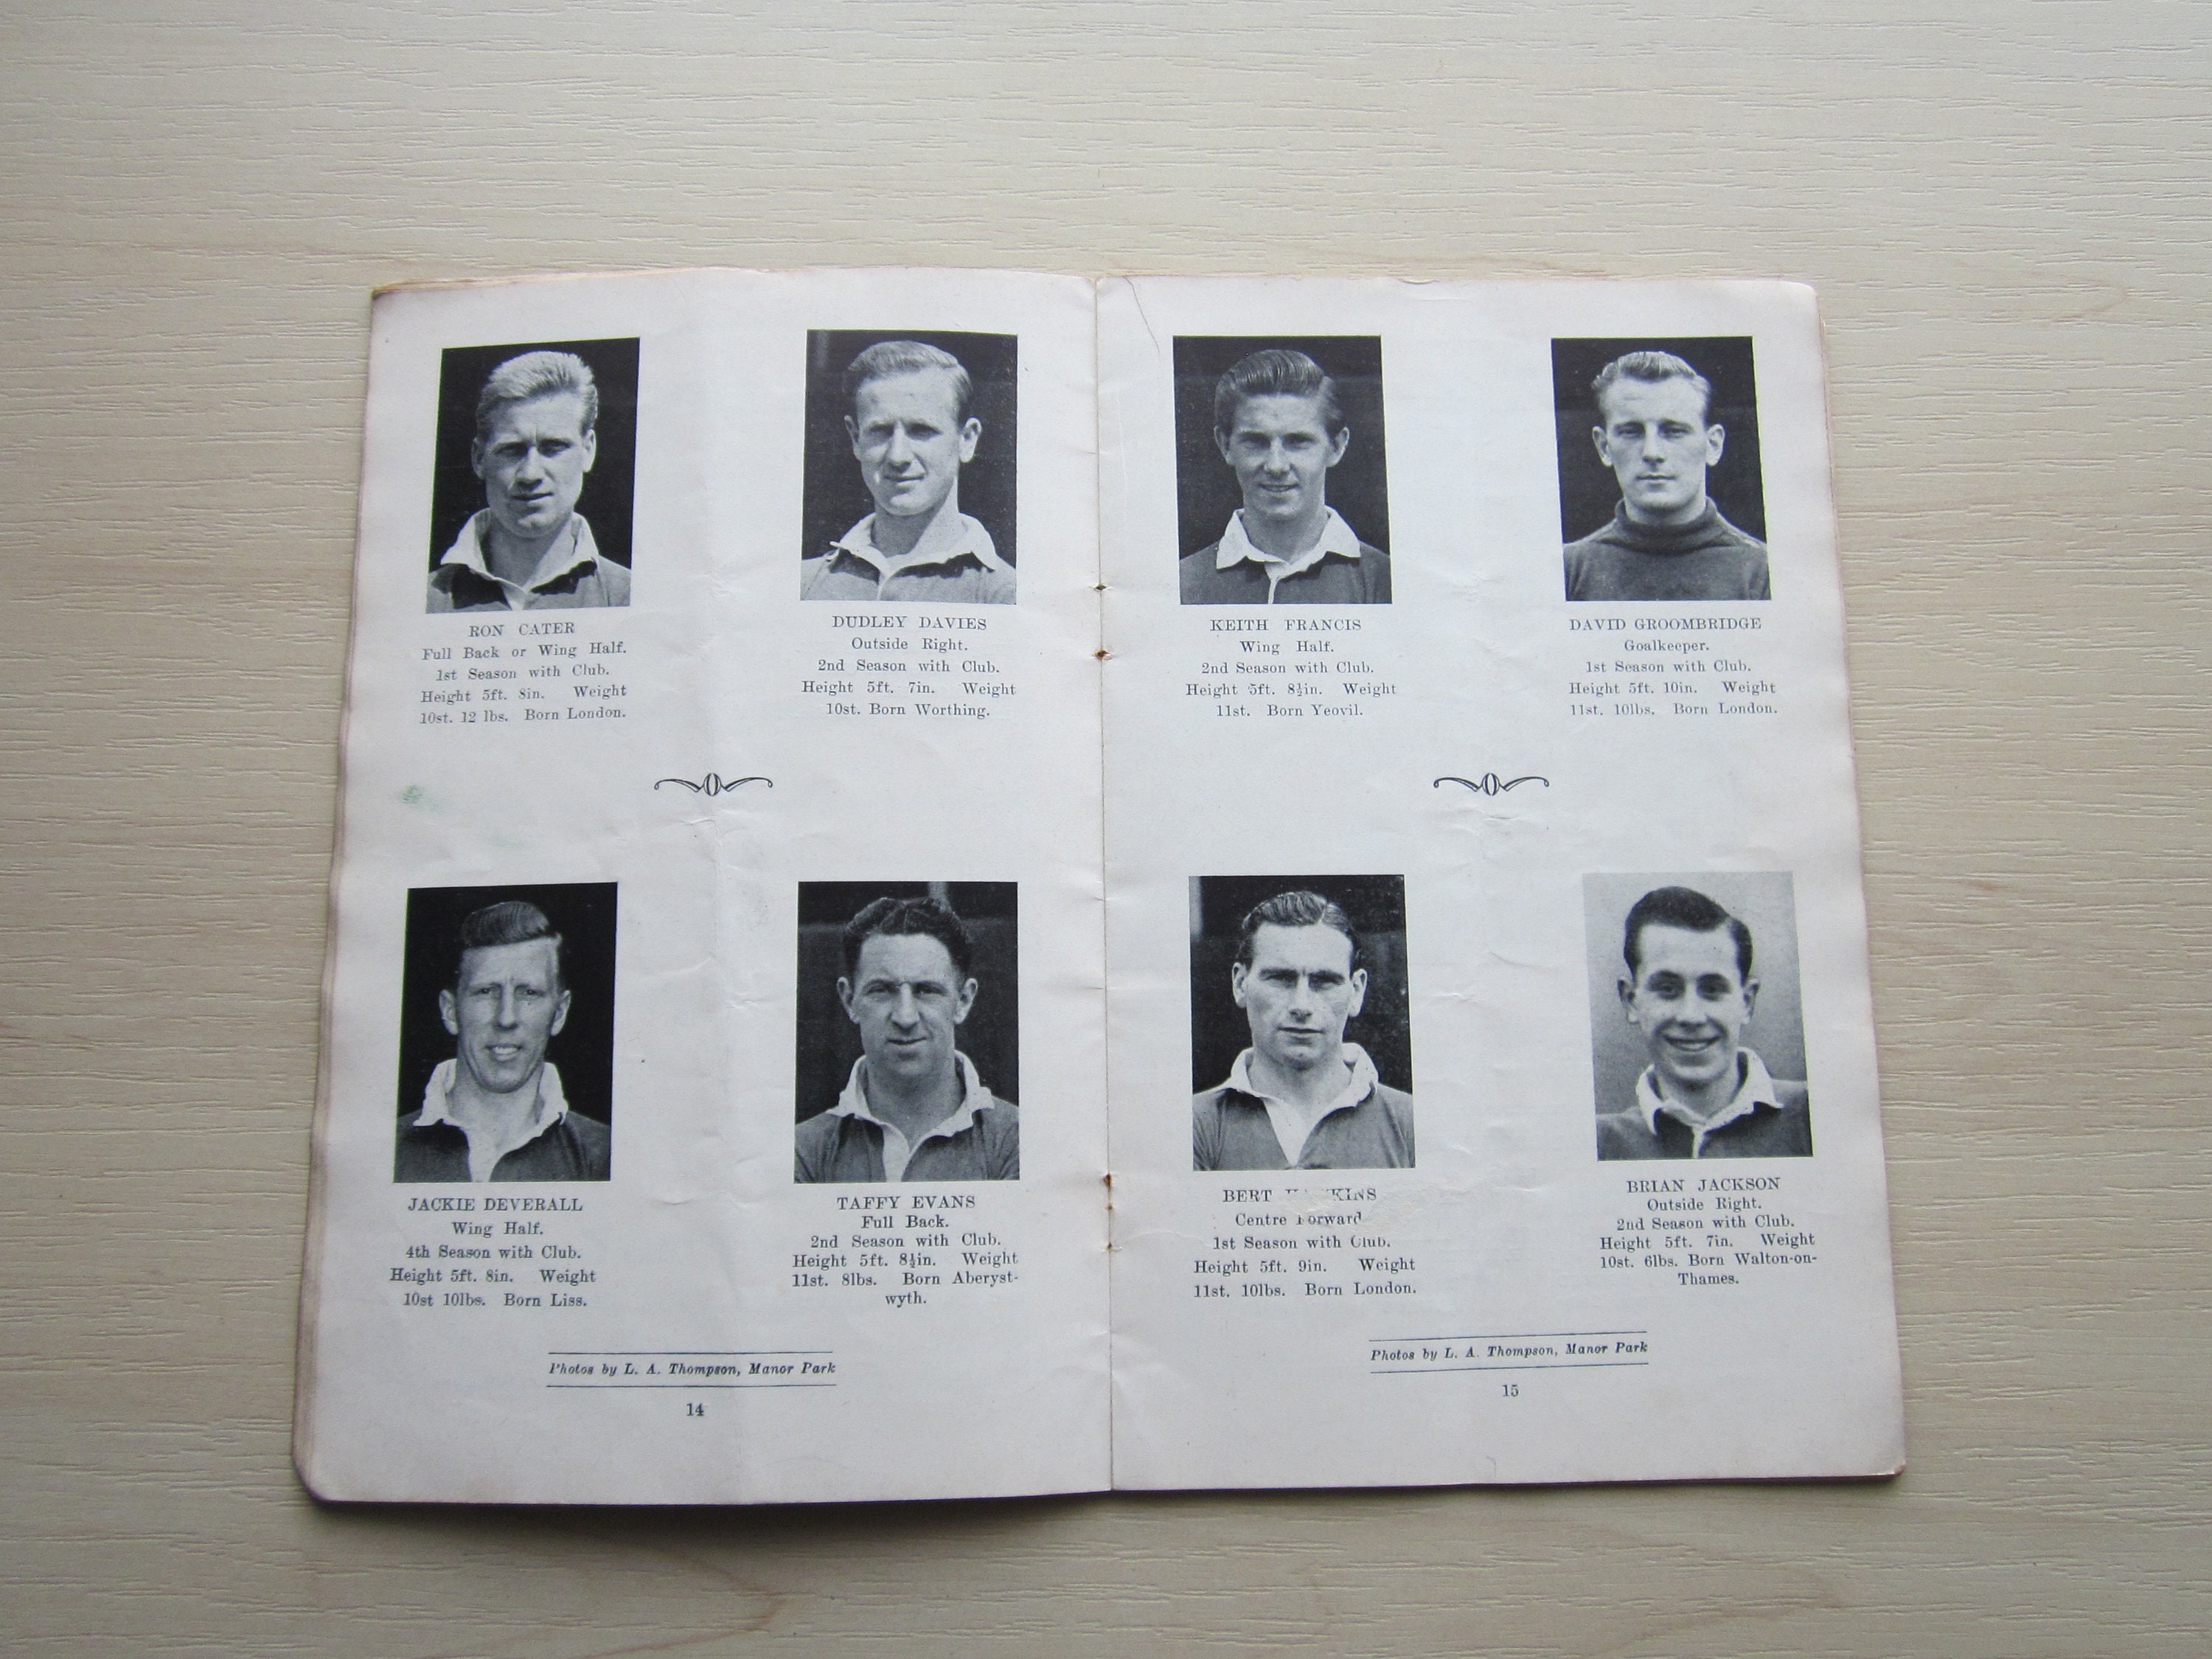 RON CATER
Full Back or Wing Half.
1st Season with Club.
Height 5ft. 8in. Weight
10st. 12 lbs. Born London.
DUDLEY DAVIES
Outside Right.
2nd Season with Club.
Height 5ft. 7in. Weight
10st. Born Worthing.
JACKIE DEVERALL
Wing Half.
4th Season with Club.
Height 5ft. 8in. Weight
10st 10lbs. Born Liss.
TAFFY EVANS
Full Back.
2nd Season with Club.
Height 5ft. 8½in. Weight
11st. 8lbs. Born Aberyst-
wyth.
Photos by L. A. Thompson, Manor Park
14
KEITH FRANCIS
Wing Half.
2nd Season with Club.
Height 5ft. 8½in. Weight
11st. Born Yeovil.
DAVID GROOMBRIDGE
Goalkeeper.
1st Season with Club.
Height 5ft. 10in. Weight
11st. 10lbs. Born London.
BERT
Centre Forward
1st Season with Club.
Height 5ft. 9in. Weight
11st. 10lbs. Born London.
BRIAN JACKSON
Outside Right.
2nd Season with Club.
Height 5ft. 7in. Weight
10st. 6lbs. Born Walton-on-
Thames.
Photos by L. A. Thompson, Manor Park
15